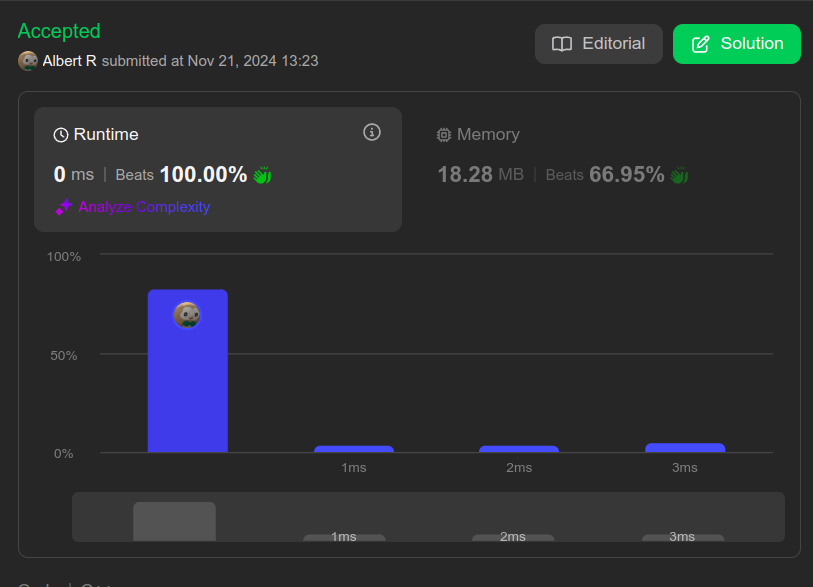 Accepted
Albert R submitted at Nov 21, 2024 13:23
Editorial
Solution
Runtime
0 ms | Beats 100.00%
Analyze Complexity
Memory
18.28 MB | Beats 66.95%
100%
50%
0%
1ms 2ms 3ms
1ms 2ms 3ms